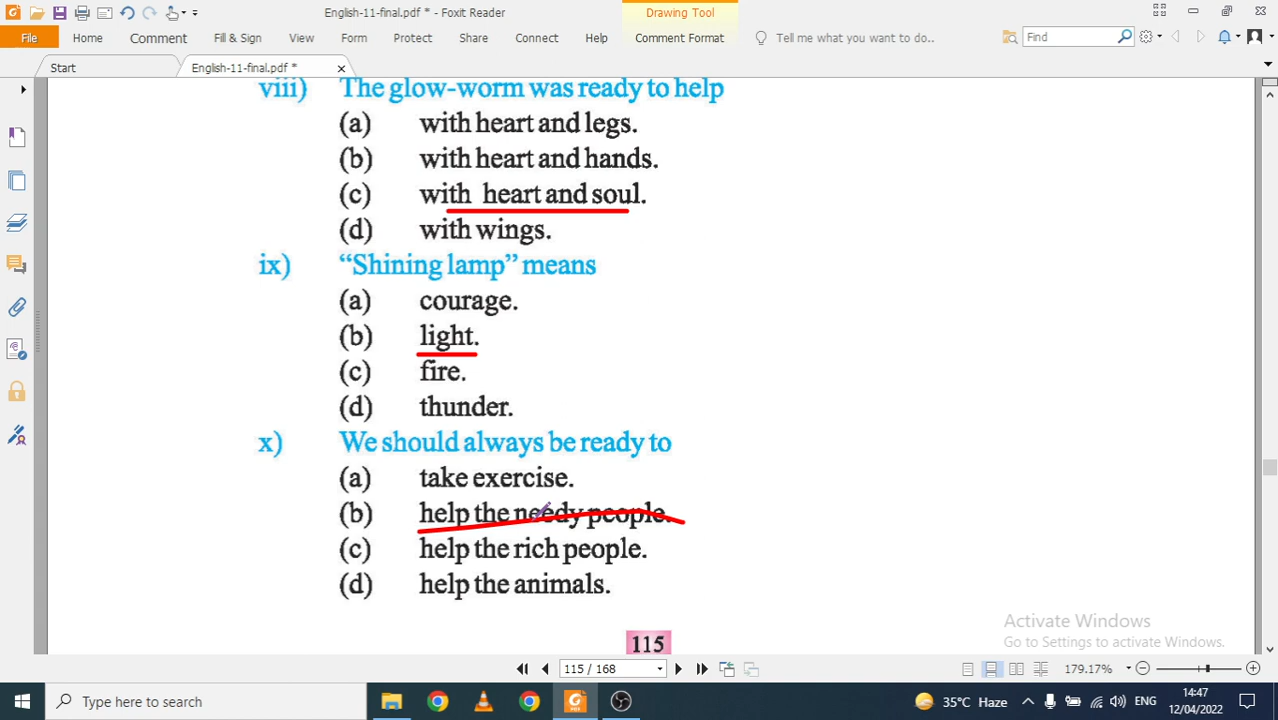 English-11-final.pdf * - Foxit Reader
Drawing Tool
File Home Comment Fill & Sign View Form Protect Share Connect Help Comment Format Tell me what you want to do.. Find
Start English-11-final.pdf *
viii) The glow-worm was ready to help
(a) with heart and legs.
(b) with heart and hands.
(c) with heart and soul.
(d) with wings.
ix) “Shining lamp” means
(a) courage.
(b) light.
(c) fire.
(d) thunder.
x) We should always be ready to
(a) take exercise.
(b) help the needy people.
(c) help the rich people.
(d) help the animals.
115
Activate Windows
Go to Settings to activate Windows.
115 / 168 179.17%
Type here to search 35°C Haze ENG 14:47
12/04/2022